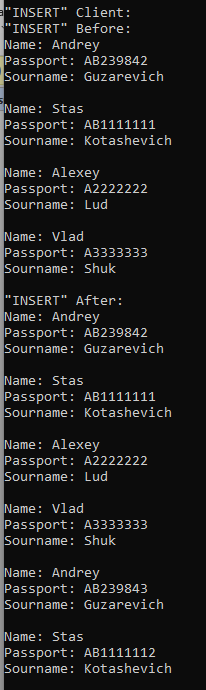 "INSERT" Client:
"INSERT" Before:
Name: Andrey
Passport: AB239842
Sourname: Guzarevich
Name: Stas
Passport: AB1111111
Sourname: Kotashevich
Name: Alexey
Passport: A2222222
Sourname: Lud
Name: Vlad
Passport: A3333333
Sourname: Shuk
"INSERT" After:
Name: Andrey
Passport: AB239842
Sourname: Guzarevich
Name: Stas
Passport: AB1111111
Sourname: Kotashevich
Name: Alexey
Passport: A2222222
Sourname: Lud
Name: Vlad
Passport: A3333333
Sourname: Shuk
Name: Andrey
Passport: AB239843
Sourname: Guzarevich
Name: Stas
Passport: AB1111112
Sourname: Kotashevich